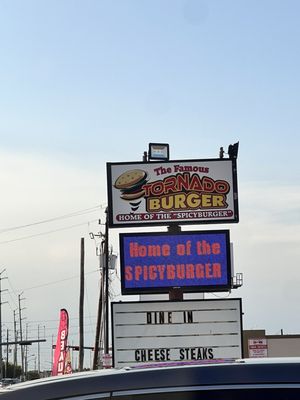 The Famous
TORNADO
BURGER
HOME OF THE "SPICYBURGER"
Home of the
SPICYBURGER
DINE IN
CHEESE STEAKS